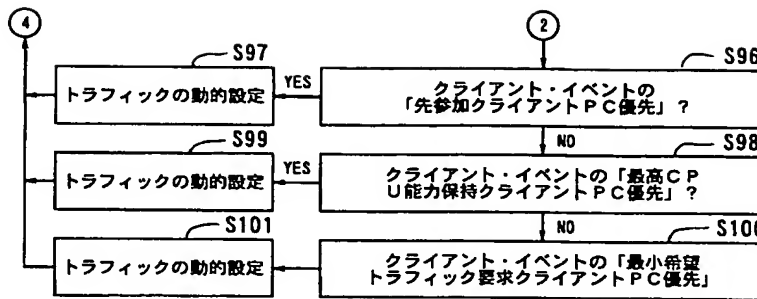 4
2
S97
S96
トラフィックの動的設定
YES
クライアント・イベントの
「先参加クライアントPC優先」?
NO
S99
S98
トラフィックの動的設定
YES
クライアント・イベントの「最高CP
U能力保持クライアントPC優先」?
NO
S101
S100
トラフィックの動的設定
クライアント・イベントの「最小希望
トラフィック要求クライアントPC優先」